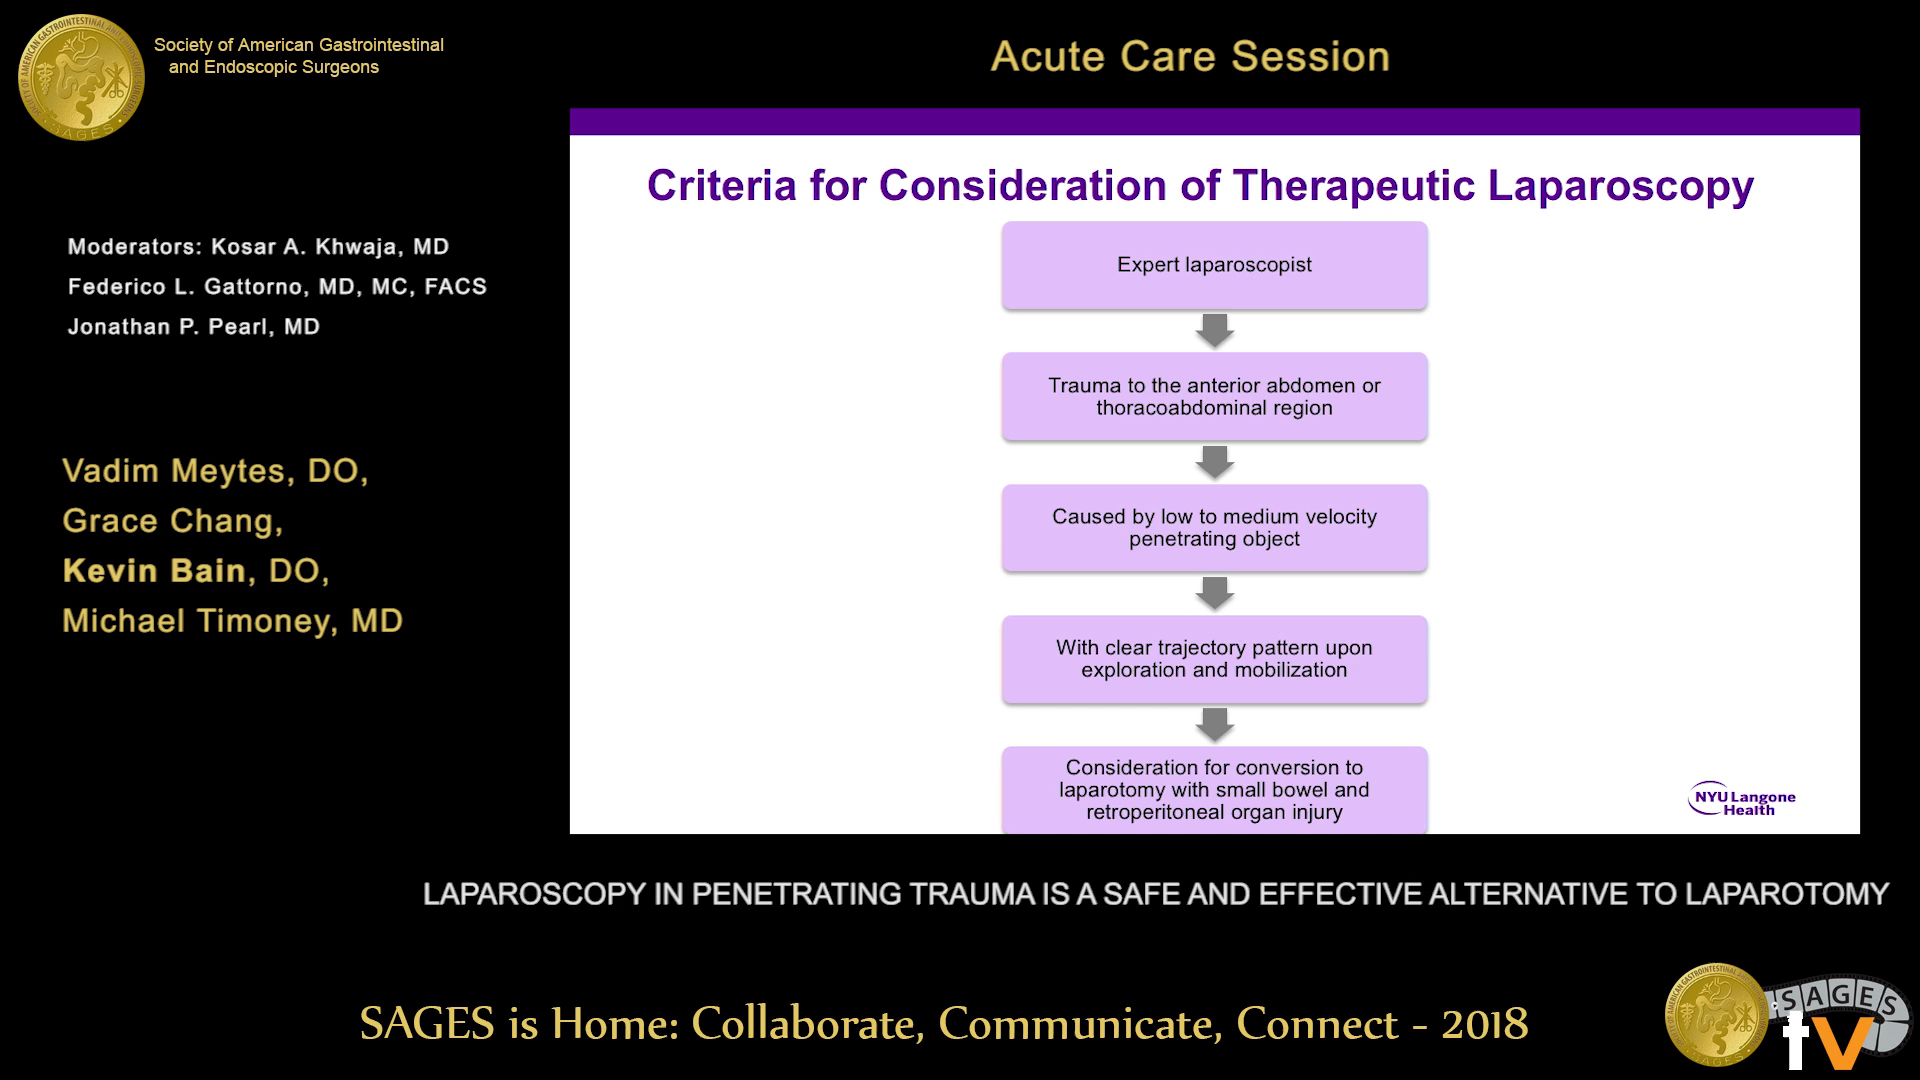 Society of American Gastrointestinal
and Endoscopic Surgeons
Acute Care Session
Moderators: Kosar A. Khwaja, MD
Federico L. Gattorno, MD, MC, FACS
Jonathan P. Pearl, MD
Vadim Meytes, DO,
Grace Chang,
Kevin Bain, DO,
Michael Timoney, MD
Criteria for Consideration of Therapeutic Laparoscopy
Expert laparoscopist
Trauma to the anterior abdomen or
thoracoabdominal region
Caused by low to medium velocity
penetrating object
With clear trajectory pattern upon
exploration and mobilization
Consideration for conversion to
laparotomy with small bowel and
retroperitoneal organ injury
NYU Langone
Health
LAPAROSCOPY IN PENETRATING TRAUMA IS A SAFE AND EFFECTIVE ALTERNATIVE TO LAPAROTOMY
SAGES is Home: Collaborate, Communicate, Connect - 2018
SAGES
tv